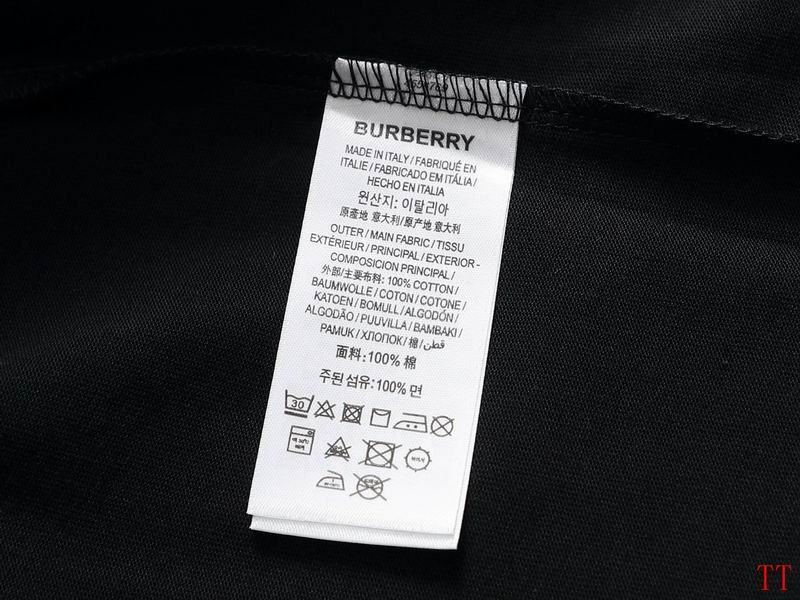 BURBERRY
MADE IN ITALY / FABRIQUÉ EN
ITALIE / FABRICADO EM ITÁLIA /
HECHO EN ITALIA
원산지: 이탈리아
原產地 意大利/原产地 意大利
OUTER / MAIN FABRIC / TISSU
EXTÉRIEUR / PRINCIPAL / EXTERIOR -
COMPOSICION PRINCIPAL /
外部/主要布料: 100% COTTON /
BAUMWOLLE / COTON / COTONE /
KATOEN / BOMULL / ALGODÓN /
ALGODÃO / PUUVILLA / BAMBAKI /
PAMUK / ХЛОПОК / 棉 / قطن
面料:100% 棉
주된 섬유:100% 면
30
TT